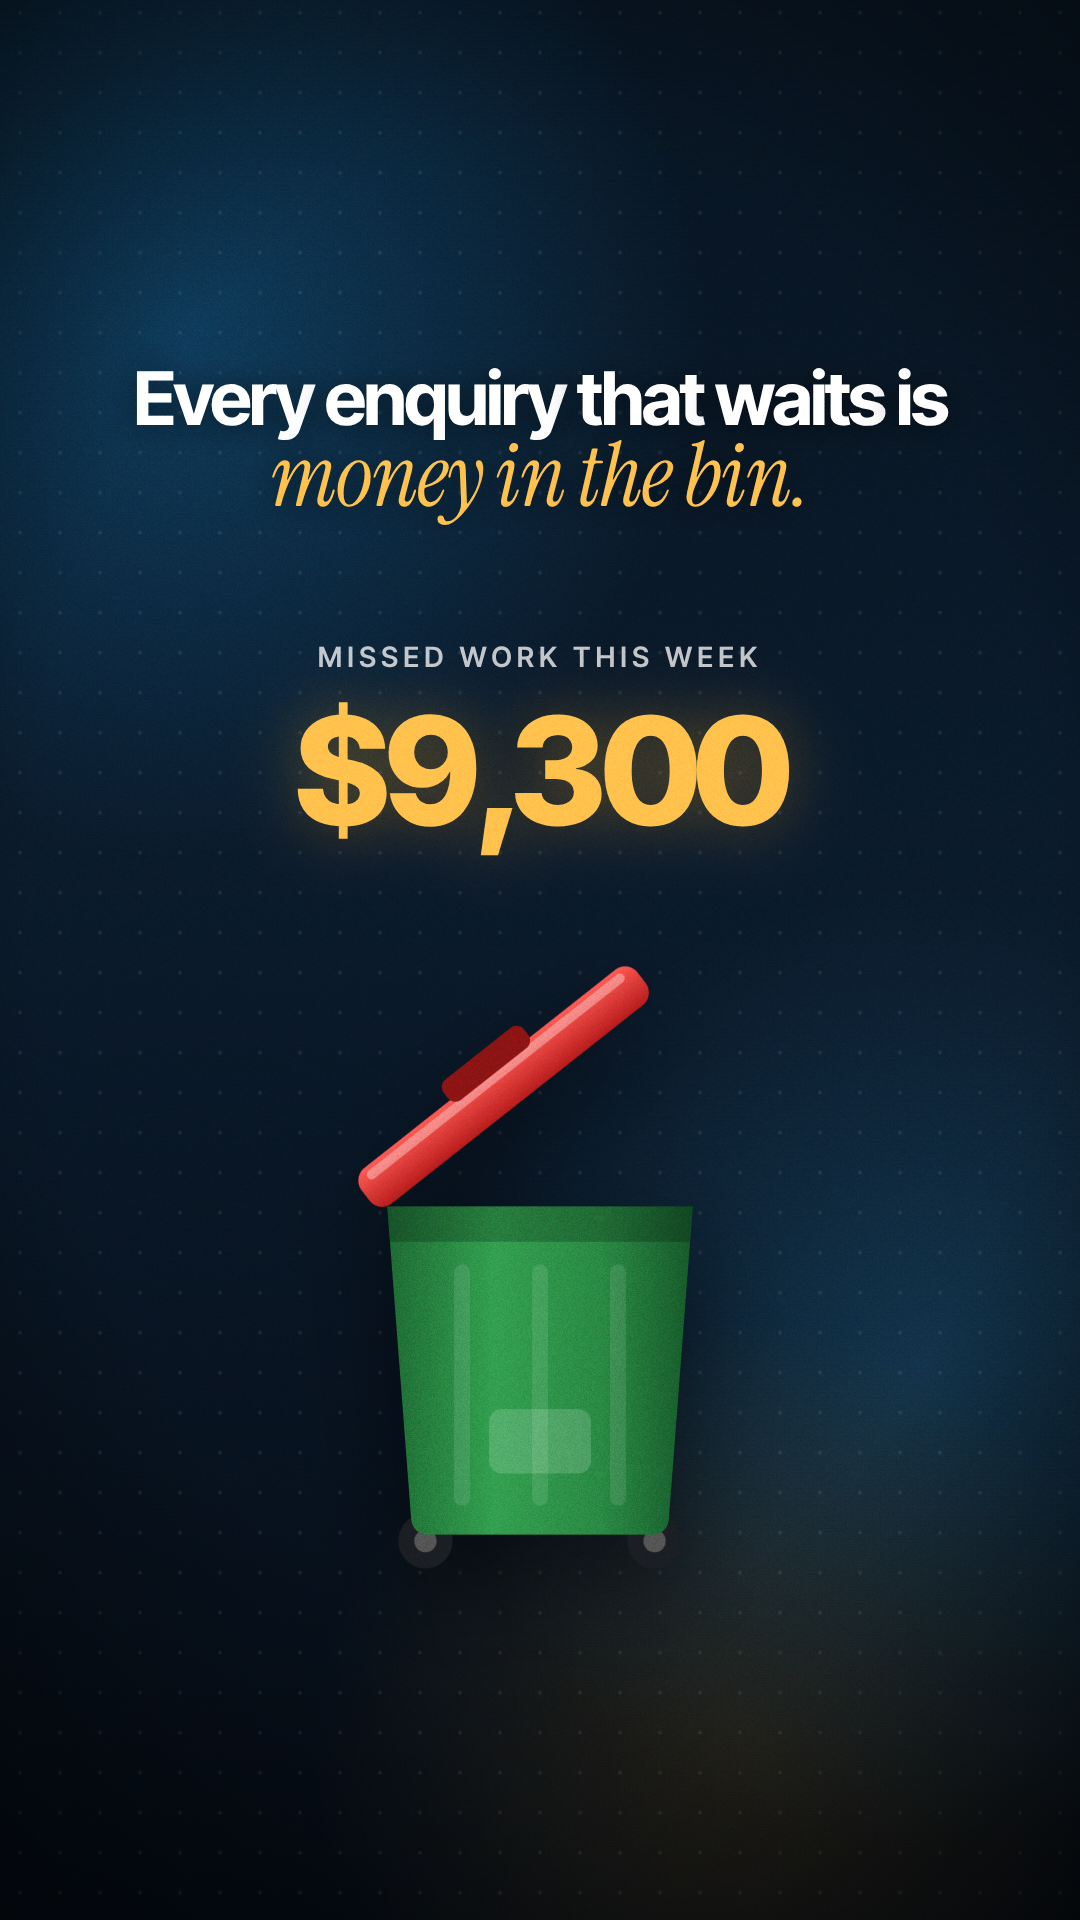 Every enquiry that waits is
money in the bin.
MISSED WORK THIS WEEK
$9,300